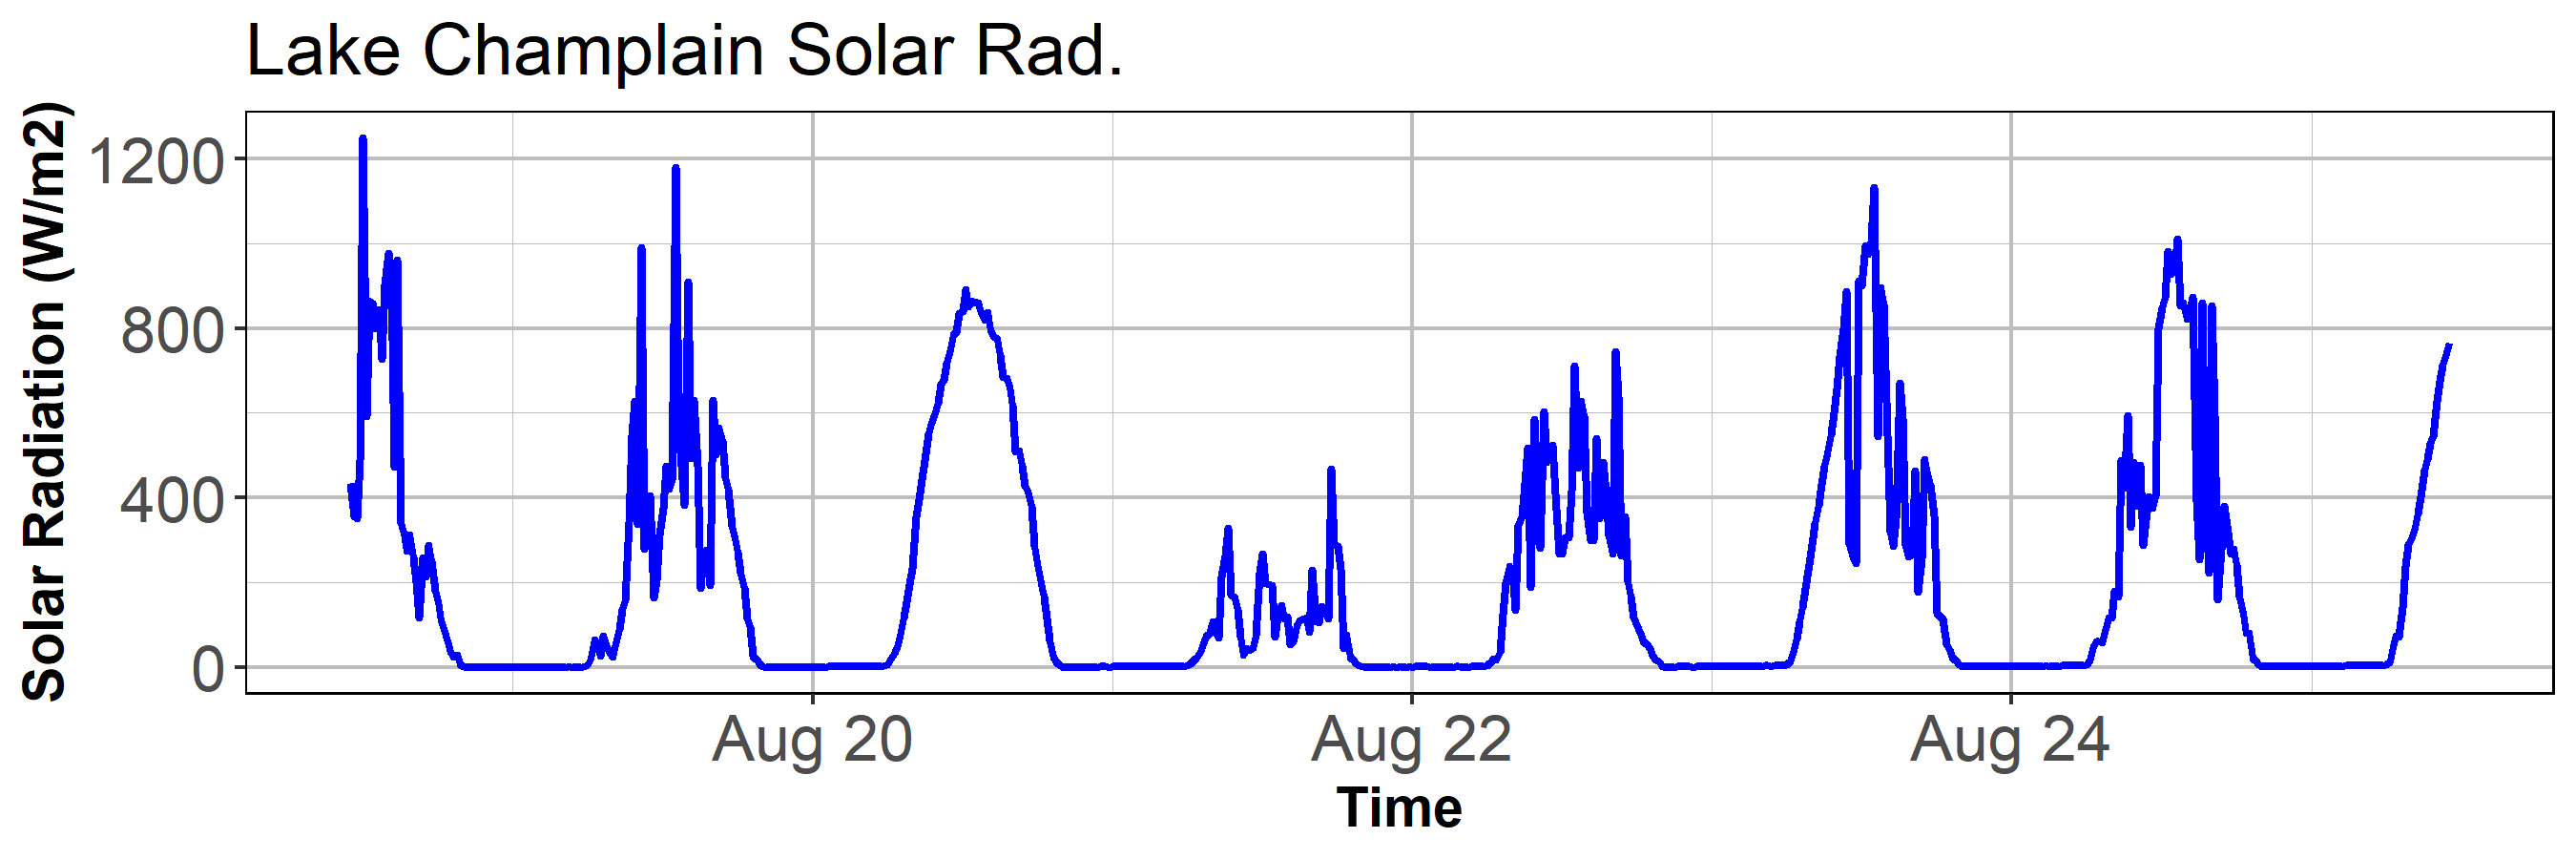 Lake Champlain Solar Rad.
Solar Radiation (W/m2)
1200
800
400
0
Aug 20 Aug 22 Aug 24
Time